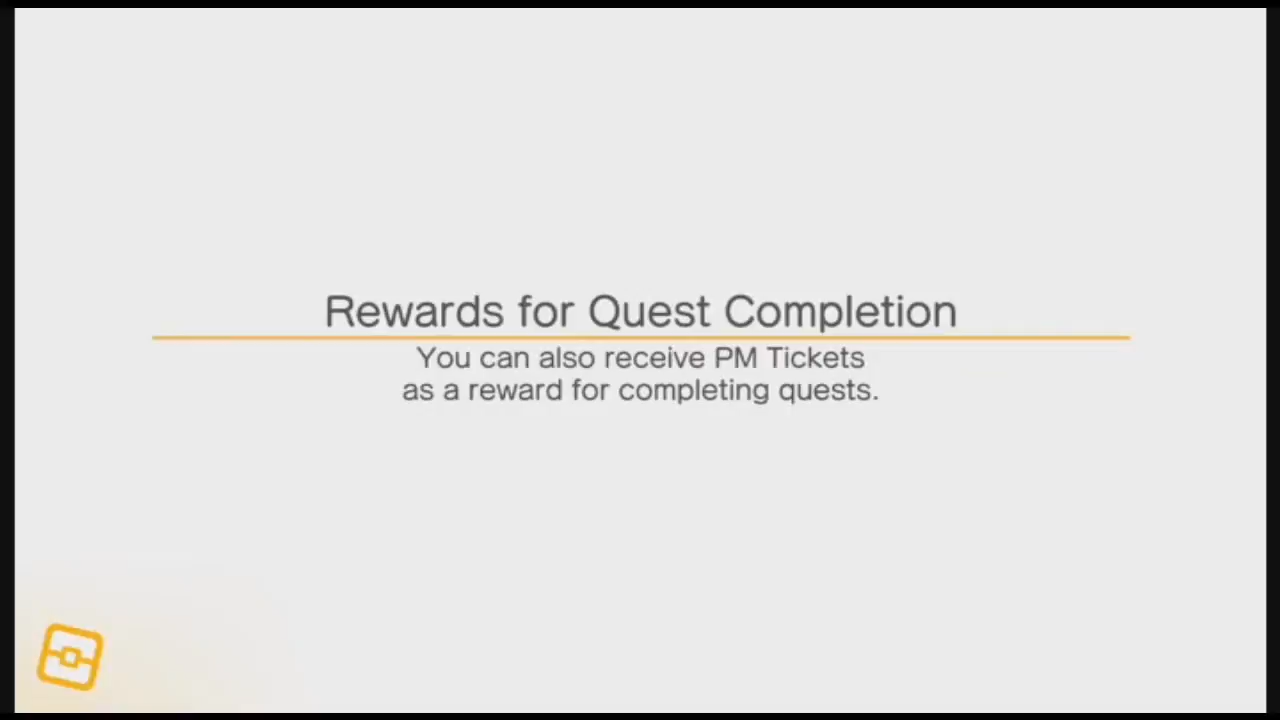 Rewards for Quest Completion
You can also receive PM Tickets
as a reward for completing quests.